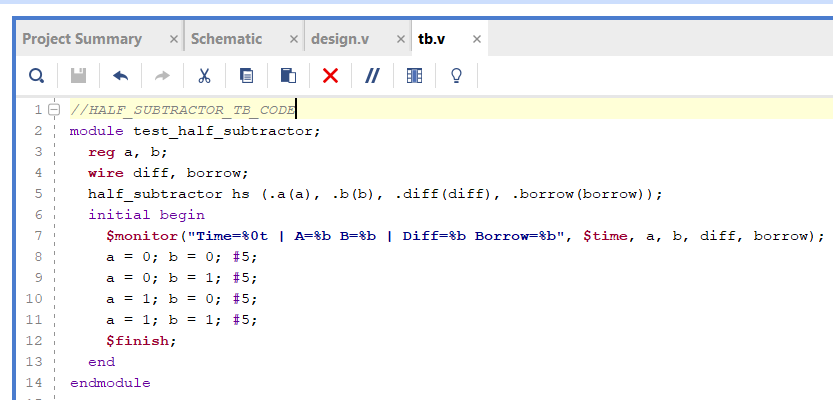 Project Summary × Schematic × design.v × tb.v ×
1 //HALF_SUBTRACTOR_TB_CODE
2 module test_half_subtractor;
3 reg a, b;
4 wire diff, borrow;
5 half_subtractor hs (.a(a), .b(b), .diff(diff), .borrow(borrow));
6 initial begin
7 $monitor("Time=%0t | A=%b B=%b | Diff=%b Borrow=%b", $time, a, b, diff, borrow);
8 a = 0; b = 0; #5;
9 a = 0; b = 1; #5;
10 a = 1; b = 0; #5;
11 a = 1; b = 1; #5;
12 $finish;
13 end
14 endmodule